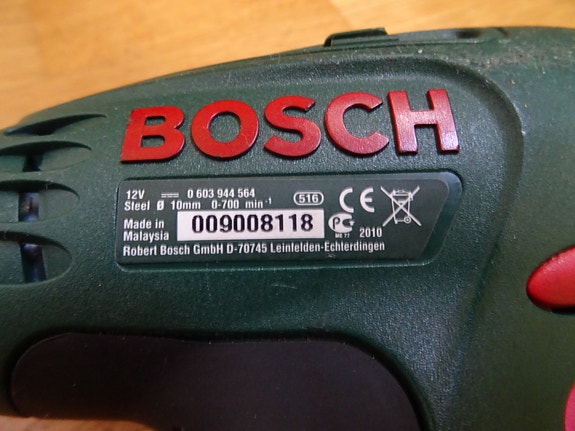 BOSCH
12V ⎓ 0 603 944 564
Steel Ø 10mm 0-700 min⁻¹ 516 CE
Made in Malaysia 009008118 2010
Robert Bosch GmbH D-70745 Leinfelden-Echterdingen